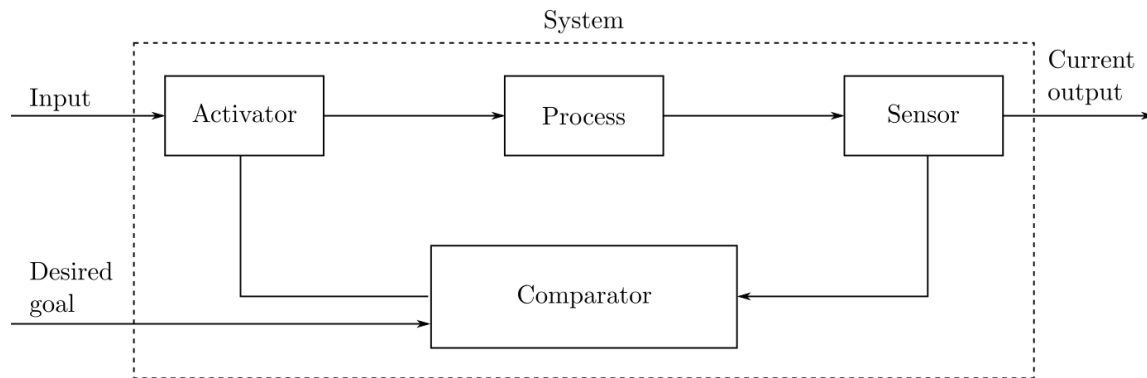 System
Input
Activator
Process
Sensor
Current
output
Desired
goal
Comparator